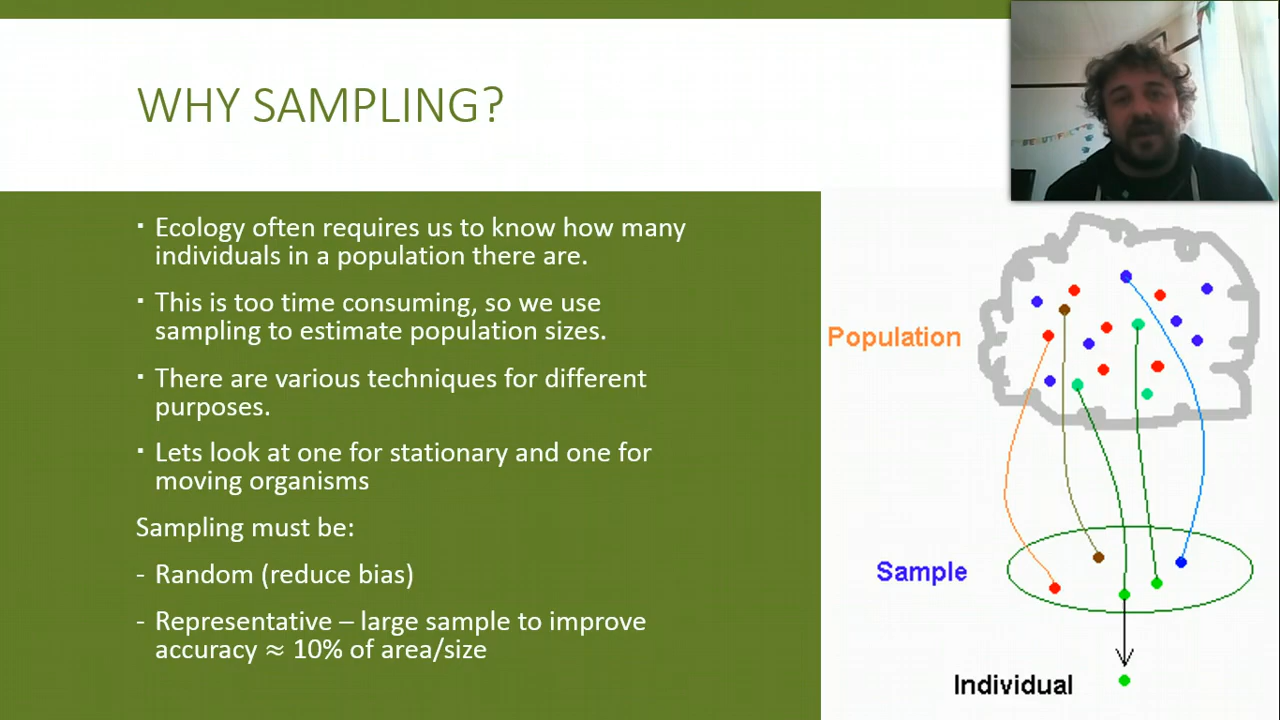 WHY SAMPLING?
BEAUTIFUL
▪ Ecology often requires us to know how many
individuals in a population there are.
▪ This is too time consuming, so we use
sampling to estimate population sizes.
▪ There are various techniques for different
purposes.
▪ Lets look at one for stationary and one for
moving organisms
Sampling must be:
- Random (reduce bias)
- Representative – large sample to improve
accuracy ≈ 10% of area/size
Population
Sample
Individual